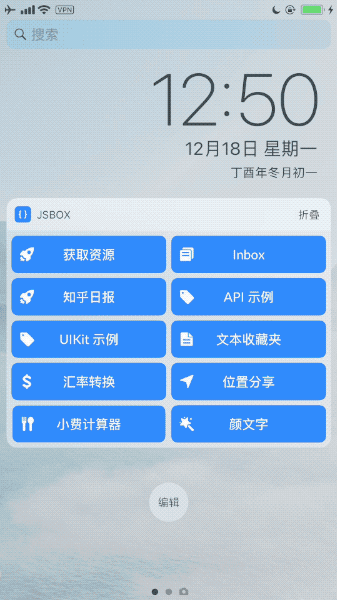 VPN
搜索
12:50
12月18日 星期一
丁酉年冬月初一
JSBOX
折叠
获取资源
Inbox
知乎日报
API 示例
UIKit 示例
文本收藏夹
汇率转换
位置分享
小费计算器
颜文字
编辑